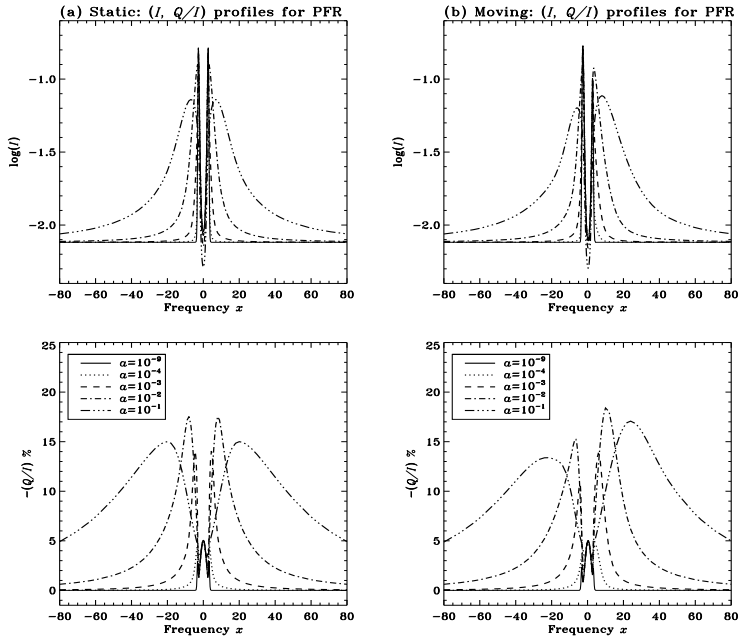 (a) Static: (I, Q/I) profiles for PFR
(b) Moving: (I, Q/I) profiles for PFR
log(I)
-1.0
-1.5
-2.0
-80 -60 -40 -20 0 20 40 60 80
Frequency x
log(I)
-1.0
-1.5
-2.0
-80 -60 -40 -20 0 20 40 60 80
Frequency x
-(Q/I) %
25
20
15
10
5
0
a=10⁻⁹
a=10⁻⁴
a=10⁻³
a=10⁻²
a=10⁻¹
-80 -60 -40 -20 0 20 40 60 80
Frequency x
-(Q/I) %
25
20
15
10
5
0
a=10⁻⁹
a=10⁻⁴
a=10⁻³
a=10⁻²
a=10⁻¹
-80 -60 -40 -20 0 20 40 60 80
Frequency x